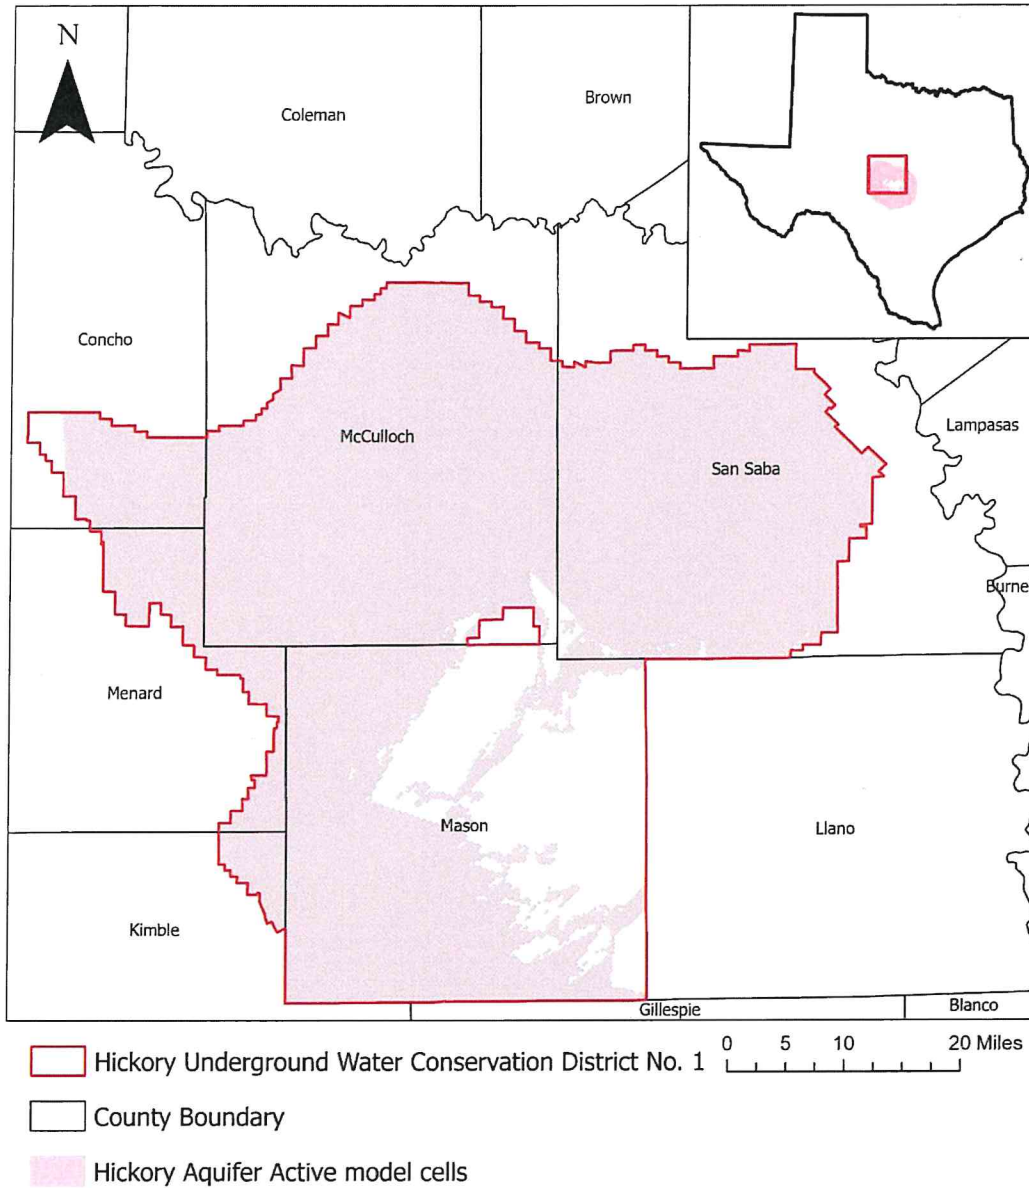 N
Coleman
Brown
Concho
McCulloch
San Saba
Lampasas
Burne
Menard
Mason
Llano
Kimble
Gillespie
Blanco
Hickory Underground Water Conservation District No. 1
0 5 10 20 Miles
County Boundary
Hickory Aquifer Active model cells